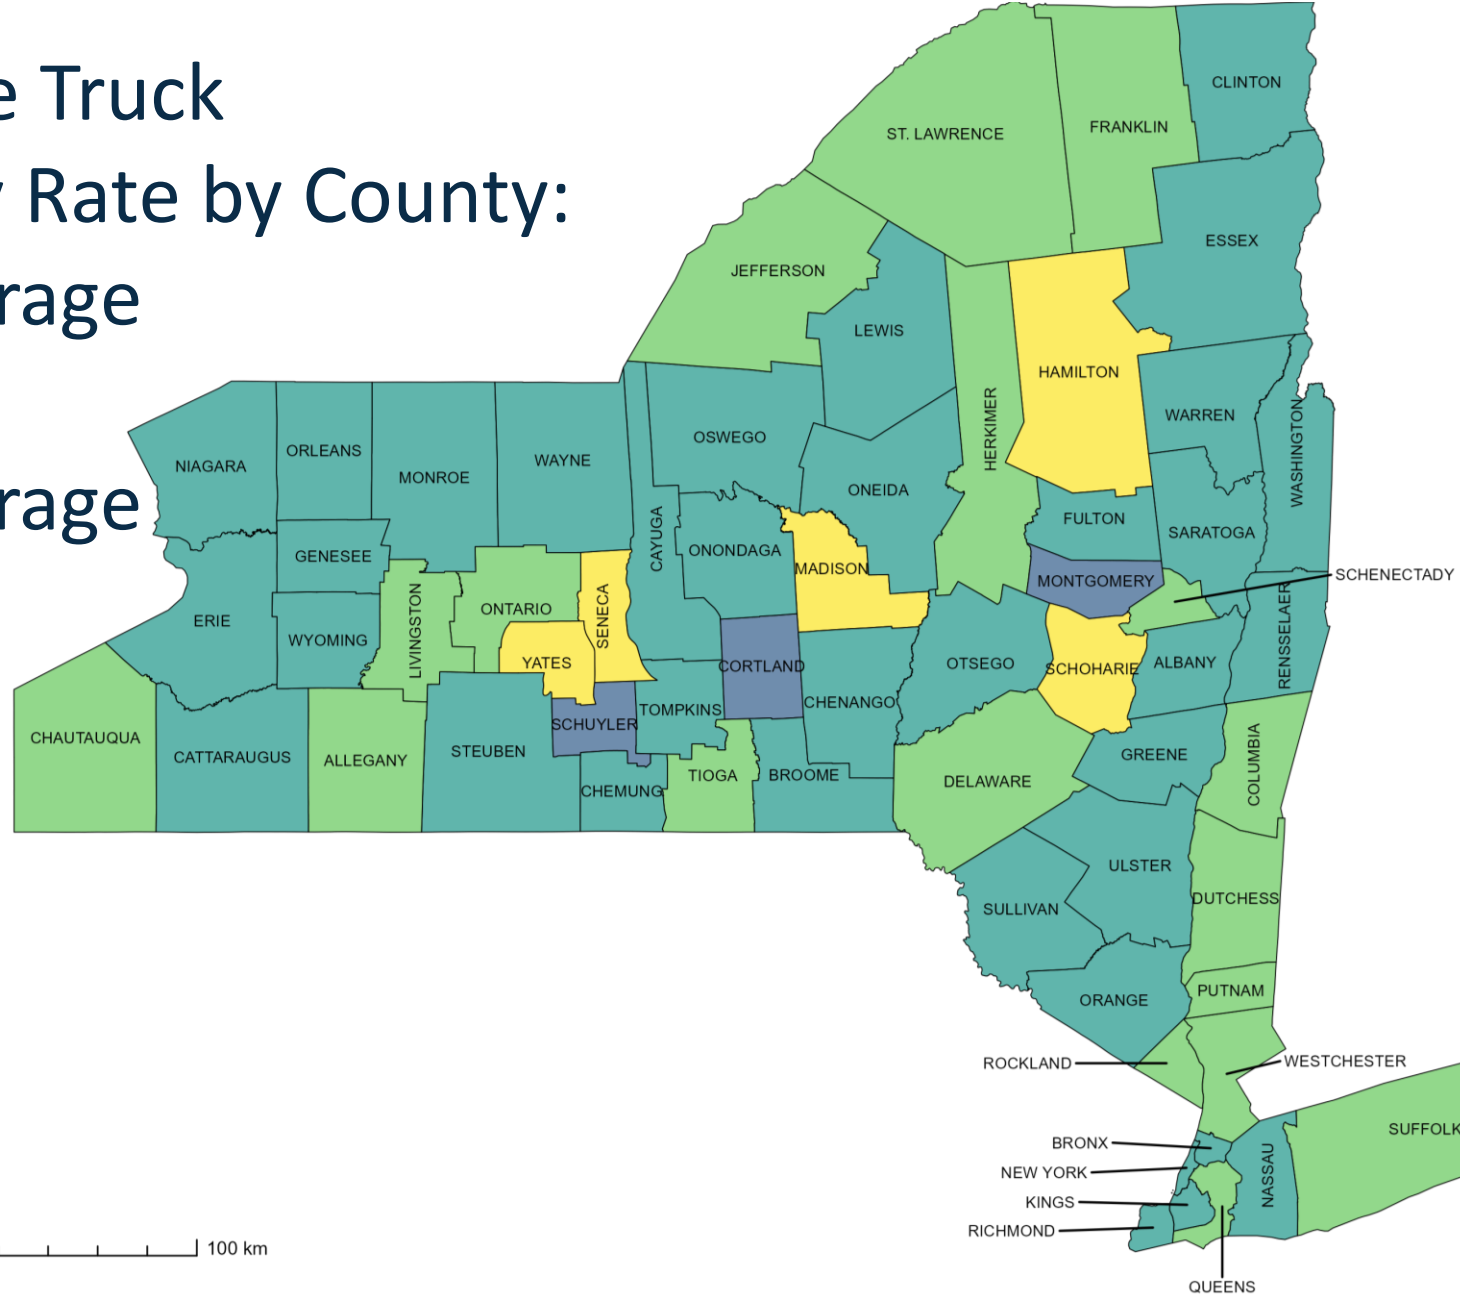 e Truck
y Rate by County:
rage
rage
CLINTON
ST. LAWRENCE
FRANKLIN
ESSEX
JEFFERSON
LEWIS
HAMILTON
HERKIMER
WARREN
WASHINGTON
OSWEGO
ONEIDA
NIAGARA
ORLEANS
MONROE
WAYNE
CAYUGA
ONONDAGA
MADISON
FULTON
SARATOGA
MONTGOMERY
SCHENECTADY
GENESEE
ERIE
WYOMING
LIVINGSTON
ONTARIO
SENECA
YATES
CORTLAND
CHENANGO
OTSEGO
SCHOHARIE
ALBANY
RENSSELAER
SCHUYLER
TOMPKINS
CHAUTAUQUA
CATTARAUGUS
ALLEGANY
STEUBEN
CHEMUNG
TIOGA
BROOME
DELAWARE
GREENE
COLUMBIA
ULSTER
SULLIVAN
DUTCHESS
ORANGE
PUTNAM
ROCKLAND
WESTCHESTER
SUFFOLK
BRONX
NEW YORK
NASSAU
KINGS
RICHMOND
QUEENS
100 km